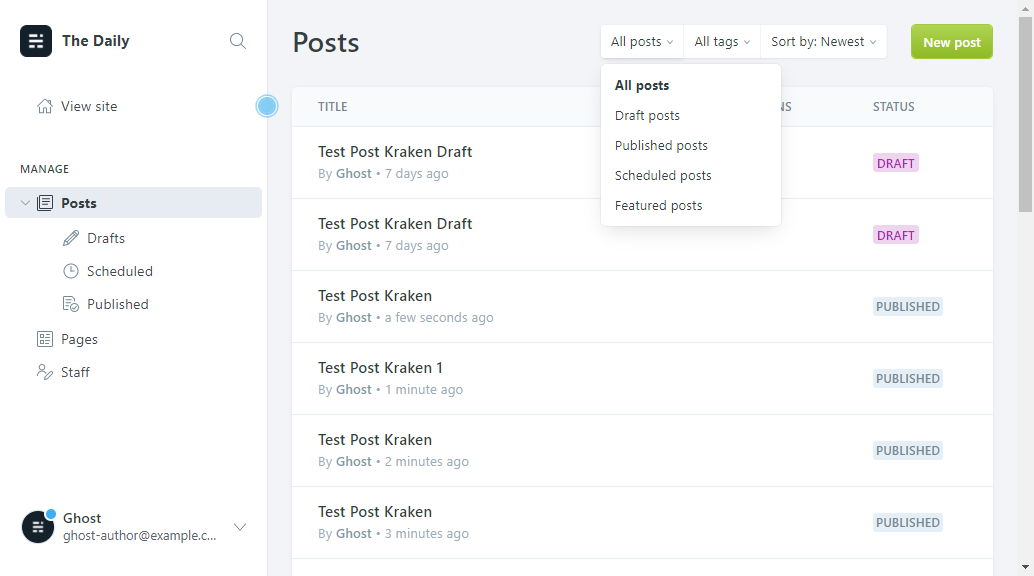 The Daily
View site
MANAGE
Posts
Drafts
Scheduled
Published
Pages
Staff
Ghost
ghost-author@example.c...
Posts
All posts
All tags
Sort by: Newest
New post
All posts
Draft posts
Published posts
Scheduled posts
Featured posts
TITLE
STATUS
Test Post Kraken Draft
By Ghost • 7 days ago
DRAFT
Test Post Kraken Draft
By Ghost • 7 days ago
DRAFT
Test Post Kraken
By Ghost • a few seconds ago
PUBLISHED
Test Post Kraken 1
By Ghost • 1 minute ago
PUBLISHED
Test Post Kraken
By Ghost • 2 minutes ago
PUBLISHED
Test Post Kraken
By Ghost • 3 minutes ago
PUBLISHED